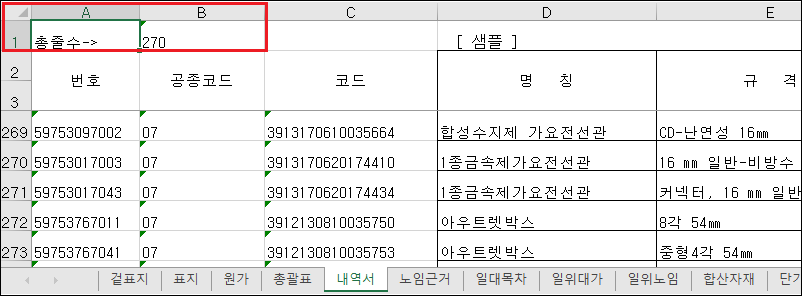 A B C D E
1 총줄수-> 270 [ 샘플 ]
2 번호 공종코드 코드 명 칭 규 격
3
269 59753097002 07 3913170610035664 합성수지제 가요전선관 CD-난연성 16㎜
270 59753017003 07 3913170620174410 1종금속제가요전선관 16 ㎜ 일반-비방수
271 59753017043 07 3913170620174434 1종금속제가요전선관 커넥터, 16 ㎜ 일반
272 59753767011 07 3912130810035750 아우트렛박스 8각 54㎜
273 59753767041 07 3912130810035753 아우트렛박스 중형4각 54㎜
겉표지 표지 원가 총괄표 내역서 노임근거 일대목차 일위대가 일위노임 합산자재 단가